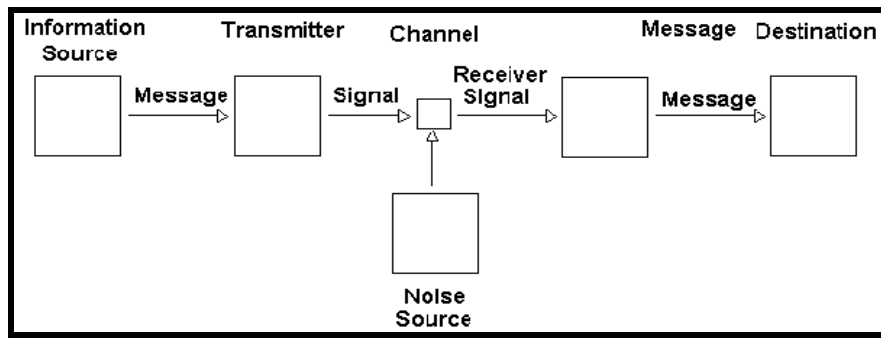 Information
Source
Transmitter
Channel
Message
Destination
Message
Signal
Receiver
Signal
Message
Noise
Source